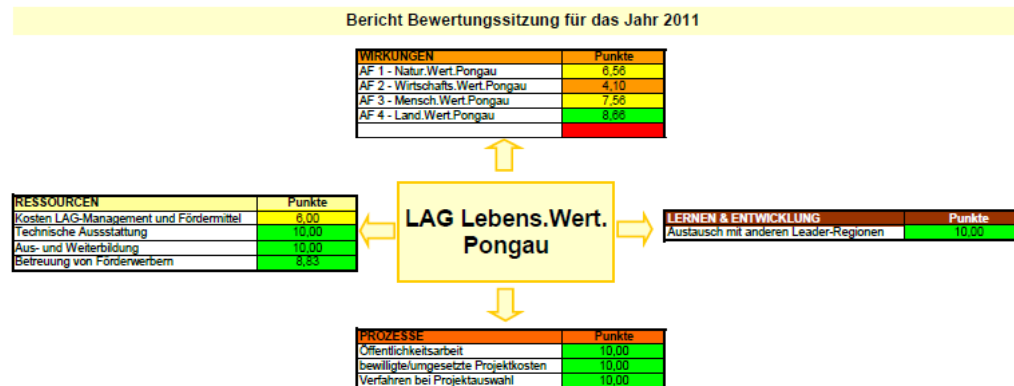 Bericht Bewertungssitzung für das Jahr 2011
WIRKUNGEN Punkte
AF 1 - Natur.Wert.Pongau 6,56
AF 2 - Wirtschafts.Wert.Pongau 4,10
AF 3 - Mensch.Wert.Pongau 7,56
AF 4 - Land.Wert.Pongau 8,66
RESSOURCEN Punkte
Kosten LAG-Management und Fördermittel 6,00
Technische Aussstattung 10,00
Aus- und Weiterbildung 10,00
Betreuung von Förderwerbern 8,83
LAG Lebens.Wert.
Pongau
LERNEN & ENTWICKLUNG Punkte
Austausch mit anderen Leader-Regionen 10,00
PROZESSE Punkte
Öffentlichkeitsarbeit 10,00
bewilligte/umgesetzte Projektkosten 10,00
Verfahren bei Projektauswahl 10,00